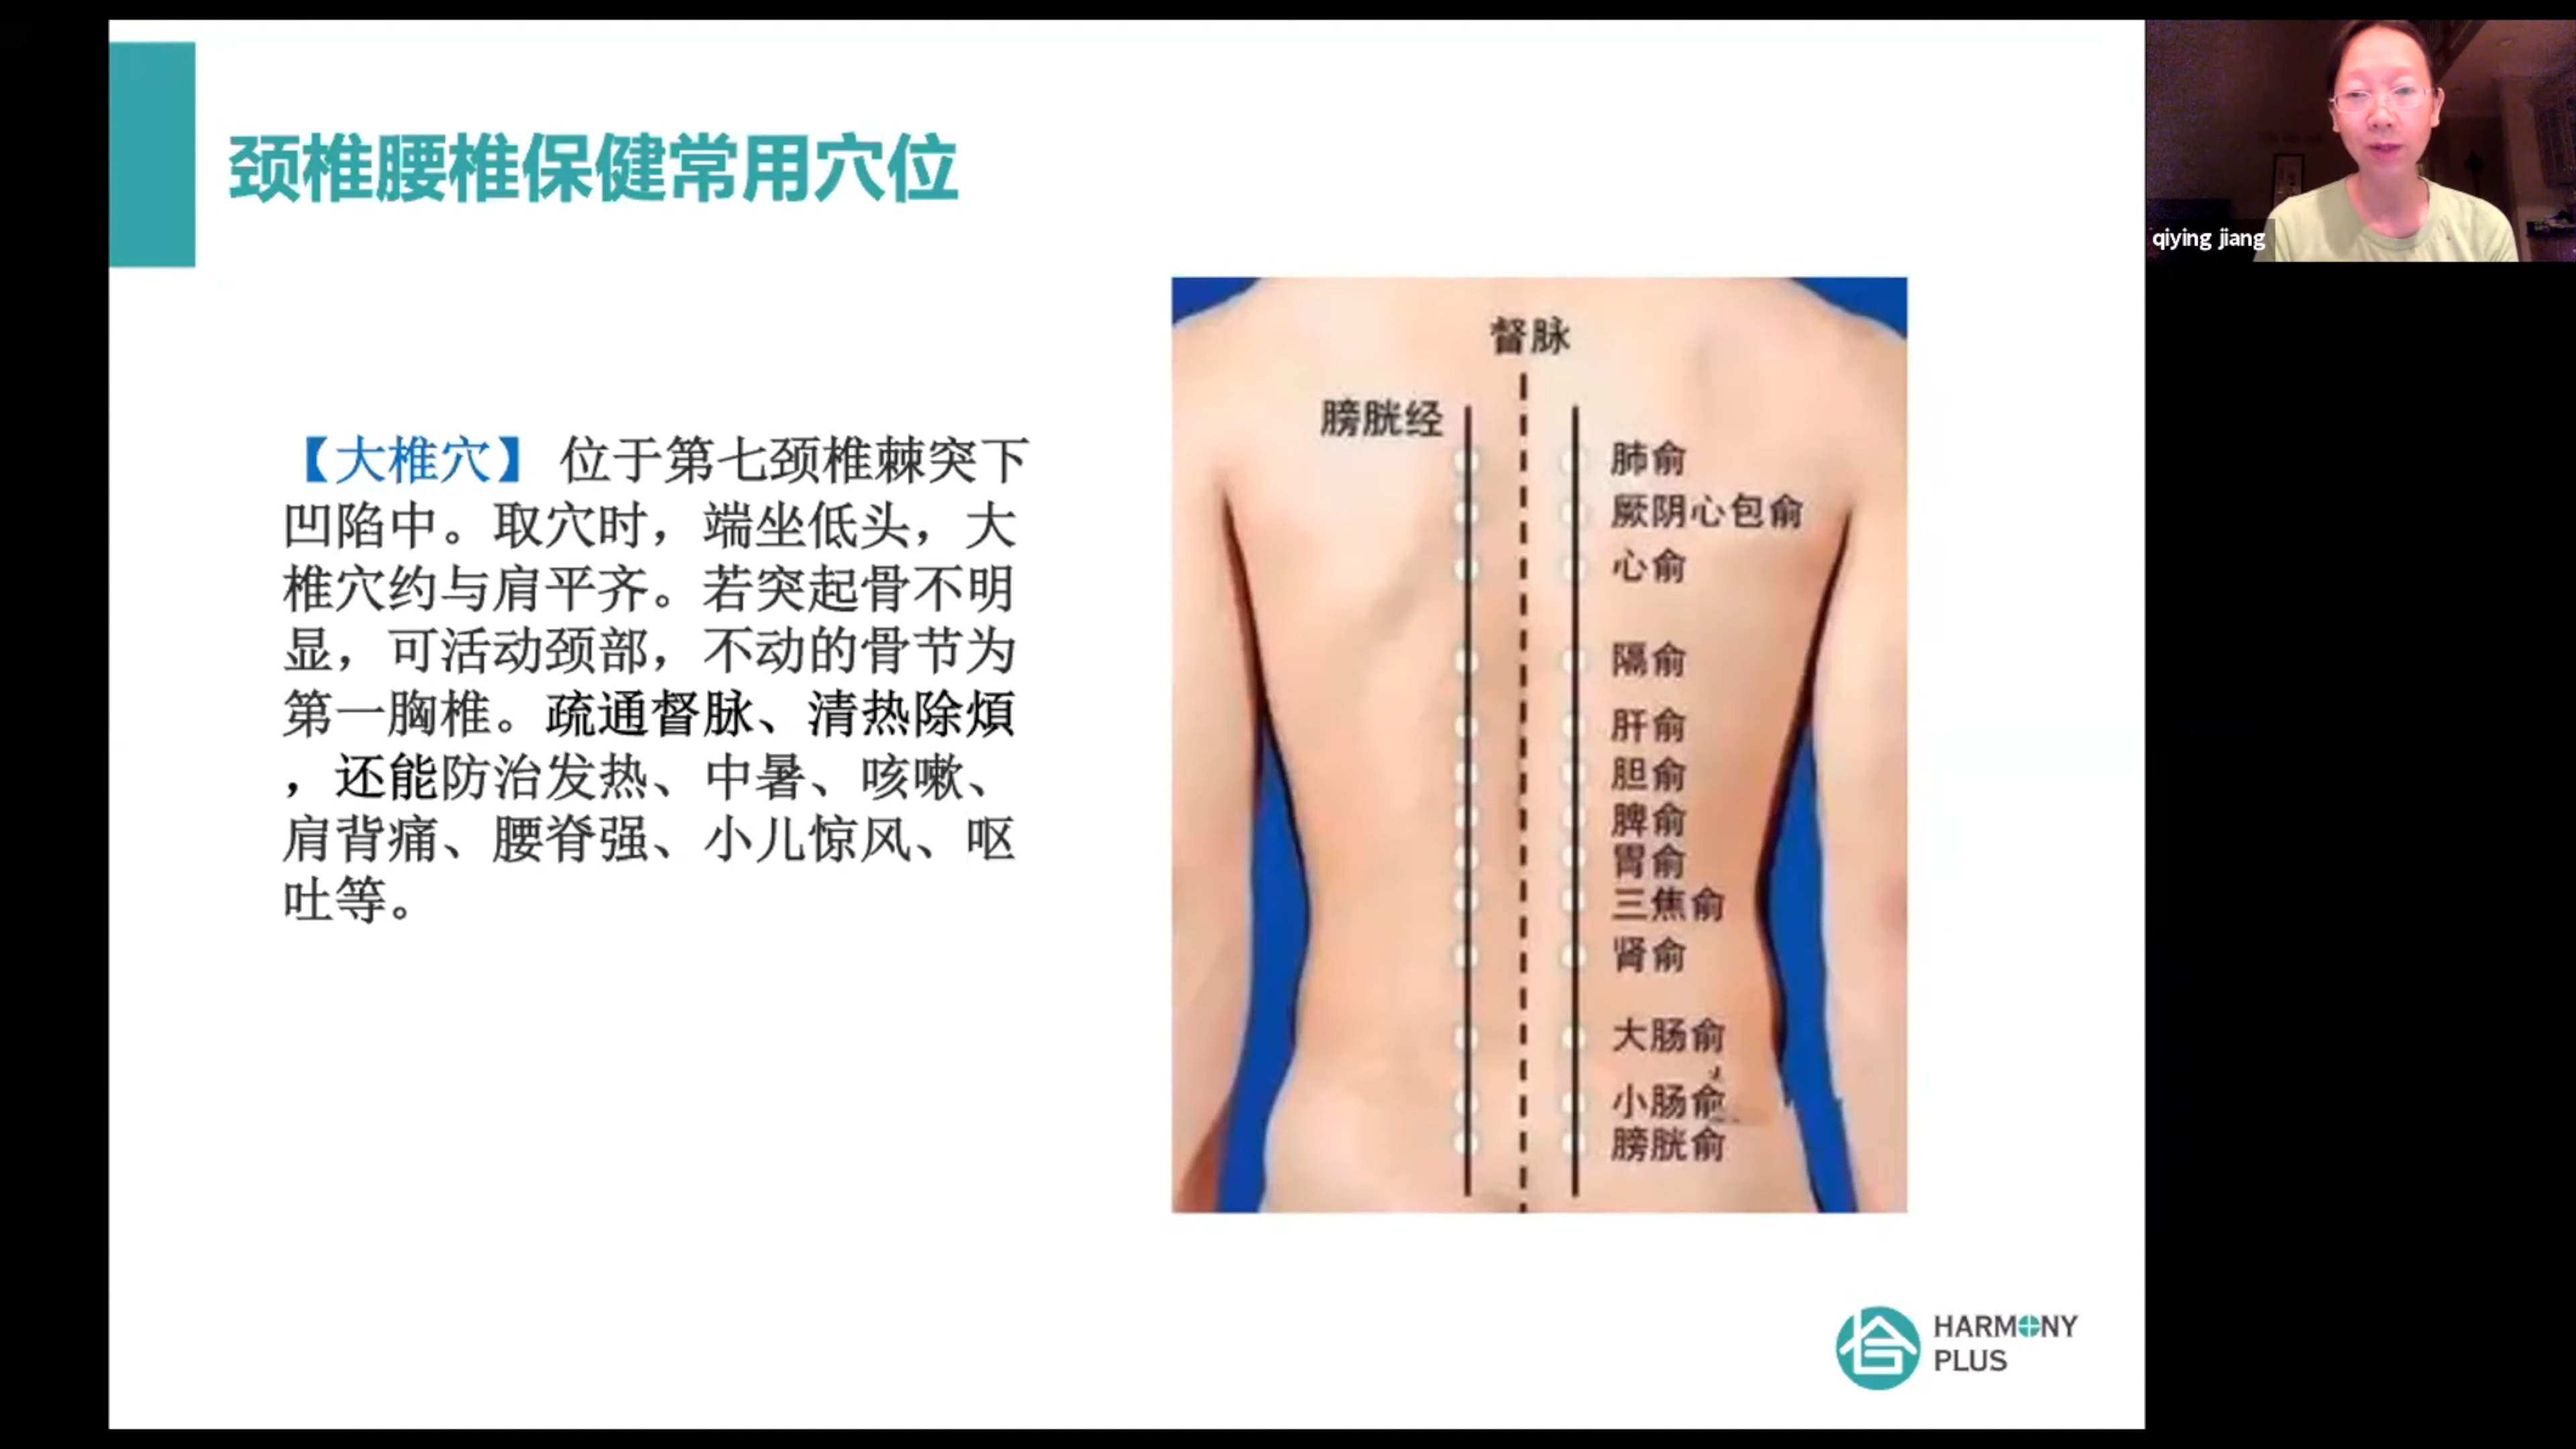 颈椎腰椎保健常用穴位
qiying jiang
【大椎穴】 位于第七颈椎棘突下
凹陷中。取穴时，端坐低头，大
椎穴约与肩平齐。若突起骨不明
显，可活动颈部，不动的骨节为
第一胸椎。疏通督脉、清热除煩
，还能防治发热、中暑、咳嗽、
肩背痛、腰脊强、小儿惊风、呕
吐等。
督脉
膀胱经
肺俞
厥阴心包俞
心俞
隔俞
肝俞
胆俞
脾俞
胃俞
三焦俞
肾俞
大肠俞
小肠俞
膀胱俞
HARMONY
PLUS